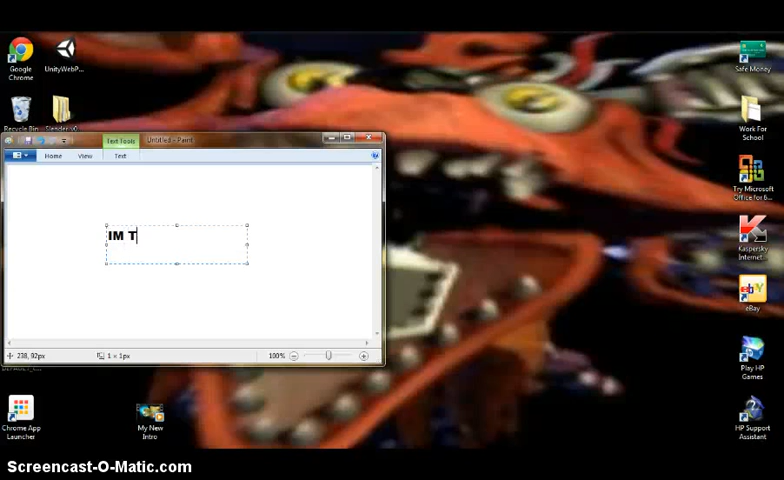 Google
Chrome
UnityWebP...
Recycle Bin
Slender_v0...
Safe Money
Work For
School
Try Microsoft
Office for 6...
Kaspersky
Internet...
ebY
eBay
Play HP
Games
HP Support
Assistant
Text Tools
Untitled - Paint
Home
View
Text
IM T
238, 92px
1 × 1px
100%
Chrome App
Launcher
My New
Intro
Screencast-O-Matic.com